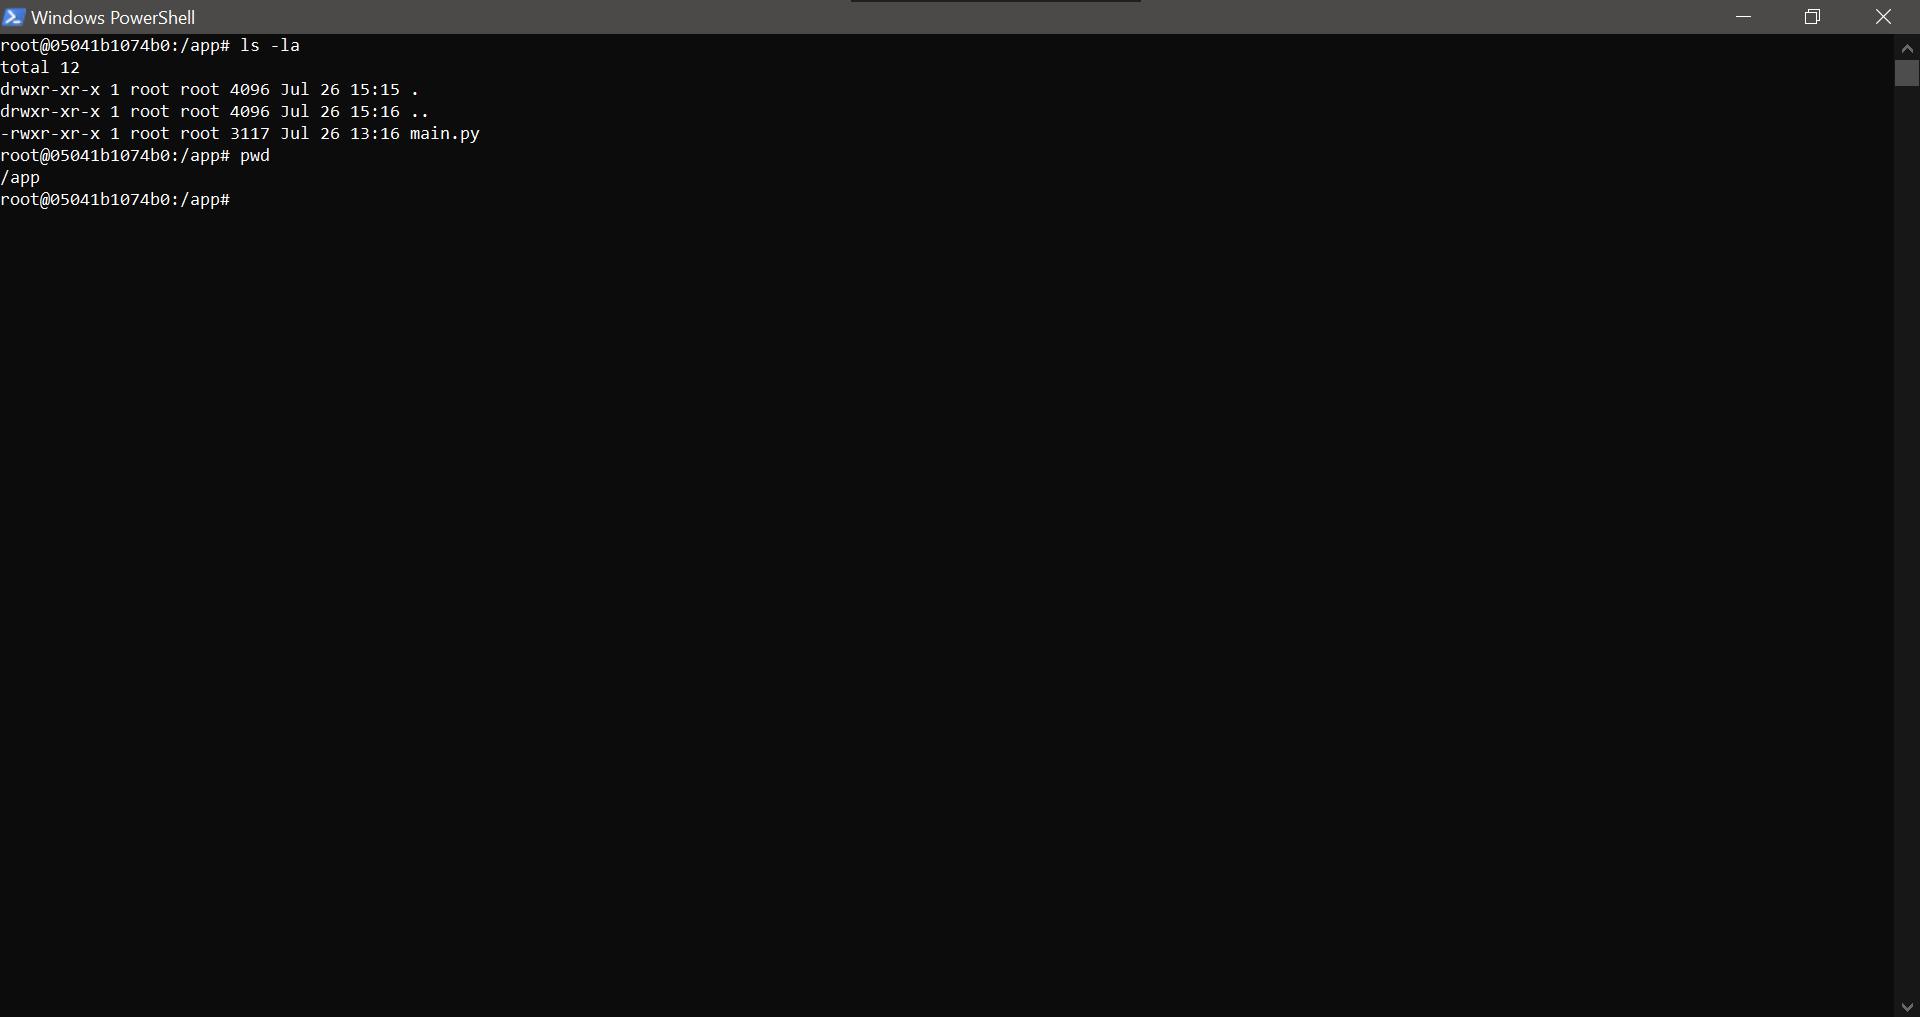 Windows PowerShell
root@05041b1074b0:/app# ls -la
total 12
drwxr-xr-x 1 root root 4096 Jul 26 15:15 .
drwxr-xr-x 1 root root 4096 Jul 26 15:16 ..
-rwxr-xr-x 1 root root 3117 Jul 26 13:16 main.py
root@05041b1074b0:/app# pwd
/app
root@05041b1074b0:/app#